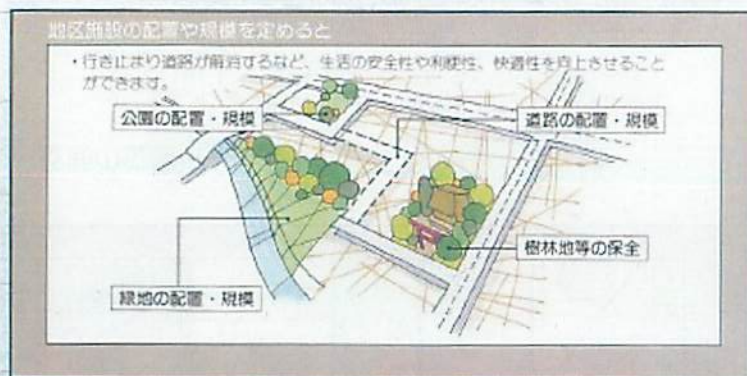 地区施設の配置や規模を定めると
・行き止まり道路が解消するなど、生活の安全性や利便性、快適性を向上させること
ができます。
公園の配置・規模
道路の配置・規模
樹林地等の保全
緑地の配置・規模